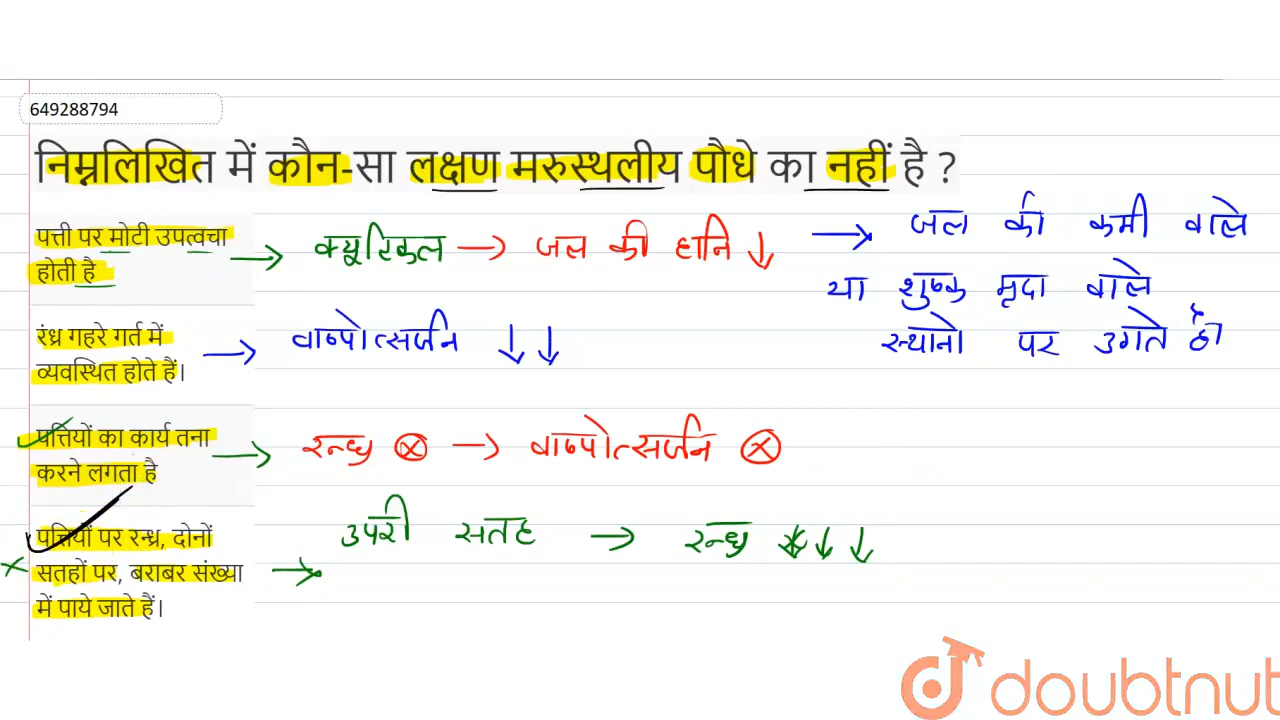 649288794
निम्नलिखित में कौन-सा लक्षण मरुस्थलीय पौधे का नहीं है ?
पत्ती पर मोटी उपत्वचा
होती है
→ क्यूटिकल → जल की हानि ↓
→ जल की कमी वाले
या शुष्क मृदा वाले
स्थानो पर उगते है
रंध्र गहरे गर्त में
व्यवस्थित होते हैं।
→ वाष्पोत्सर्जन ↓ ↓
पत्तियों का कार्य तना
करने लगता है
→ रन्ध्र ⊗ → वाष्पोत्सर्जन ⊗
पत्तियों पर रन्ध्र, दोनों
सतहों पर, बराबर संख्या
में पाये जाते हैं।
→ उपरी सतह → रन्ध्र ↓ ↓ ↓
doubtnut